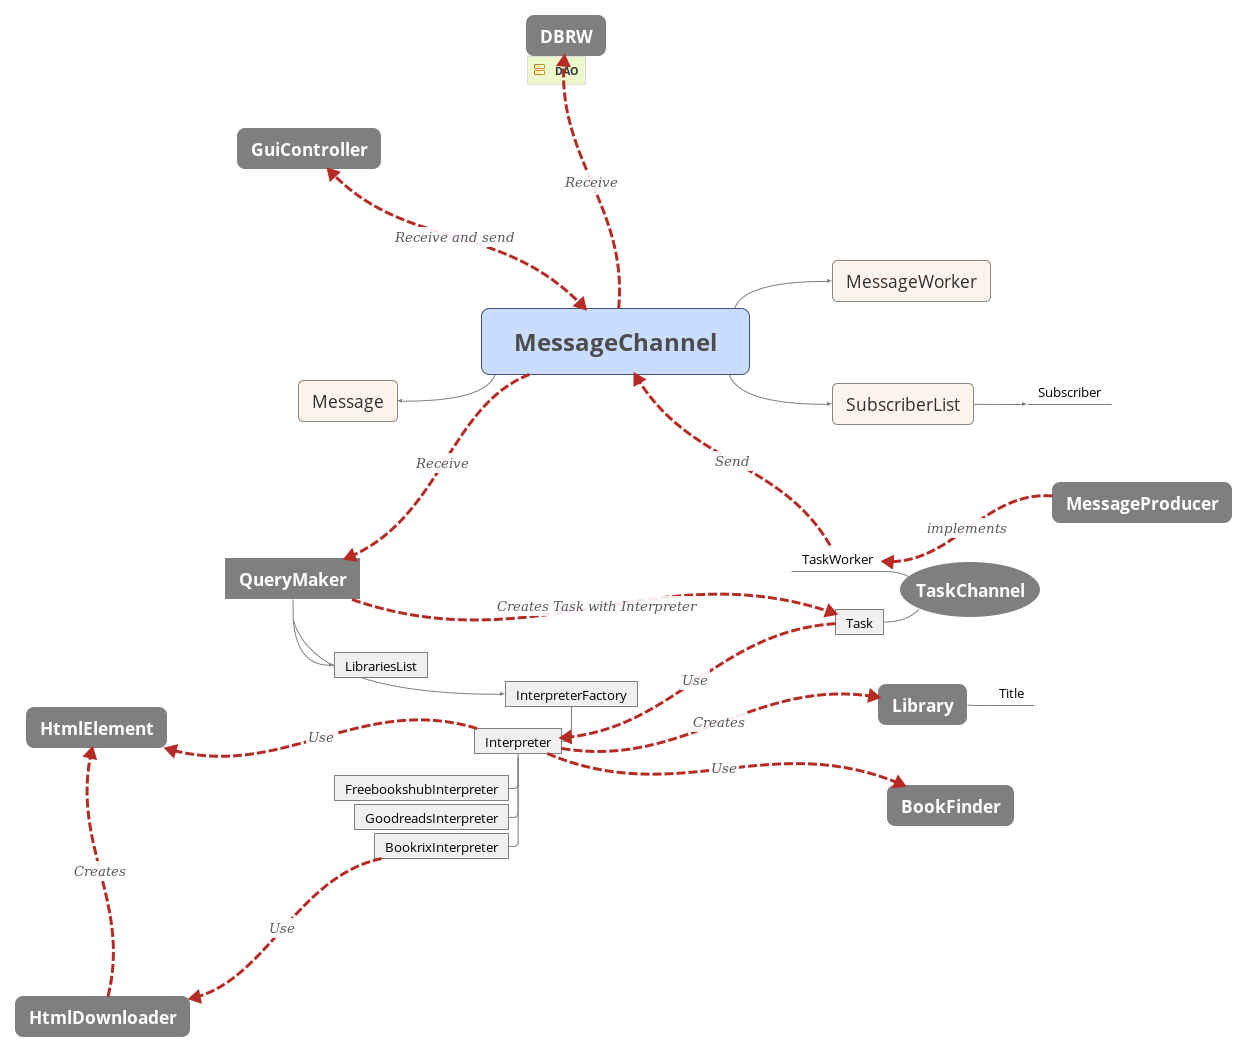 DBRW
DAO
GuiController
Receive
Receive and send
MessageWorker
MessageChannel
Message
SubscriberList
Subscriber
Receive
Send
MessageProducer
implements
TaskWorker
QueryMaker
TaskChannel
Creates Task with Interpreter
Task
LibrariesList
Use
InterpreterFactory
Title
Library
HtmlElement
Creates
Use
Interpreter
Use
FreebookshubInterpreter
BookFinder
GoodreadsInterpreter
BookrixInterpreter
Creates
Use
HtmlDownloader